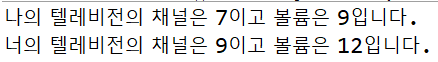 나의 텔레비전의 채널은 7이고 볼륨은 9입니다.
너의 텔레비전의 채널은 9이고 볼륨은 12입니다.